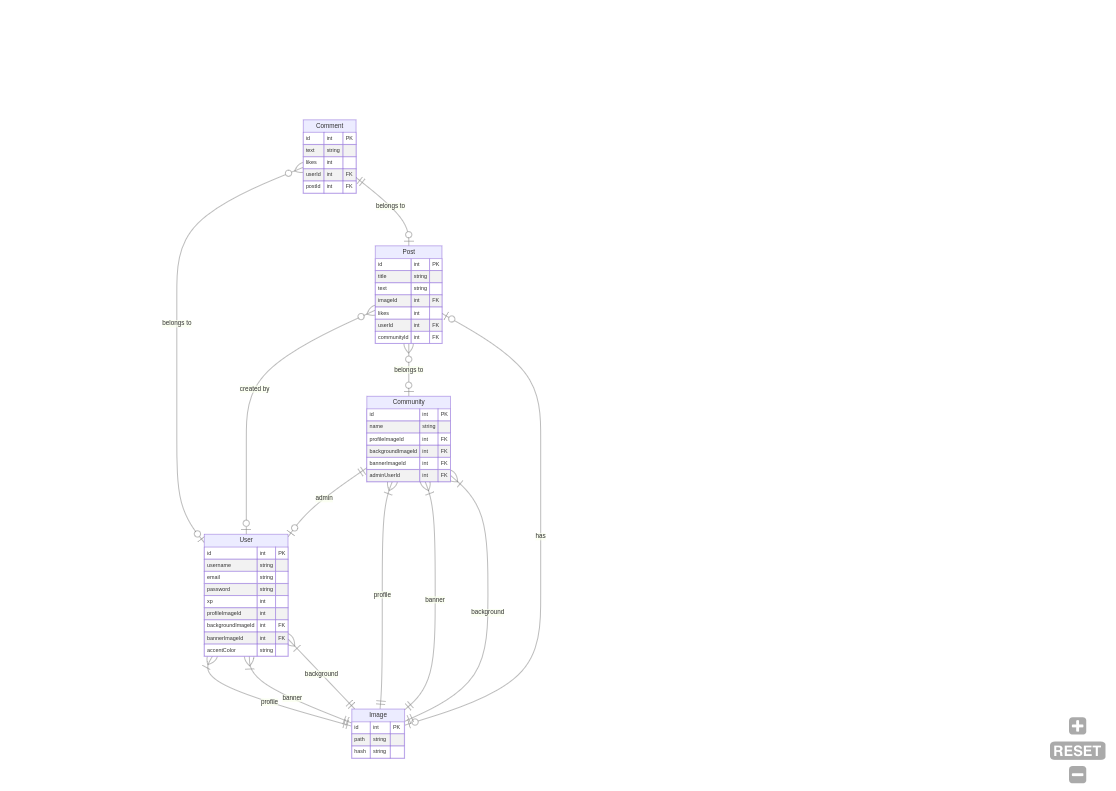 Comment
id int PK
text string
likes int
userId int FK
postId int FK
belongs to
Post
id int PK
title string
text string
imageId int FK
likes int
userId int FK
communityId int FK
belongs to
belongs to
created by
Community
id int PK
name string
profileImageId int FK
backgroundImageId int FK
bannerImageId int FK
adminUserId int FK
admin
has
User
id int PK
username string
email string
password string
xp int
profileImageId int
backgroundImageId int FK
bannerImageId int FK
accentColor string
profile
banner
background
background
banner
profile
Image
id int PK
path string
hash string
RESET